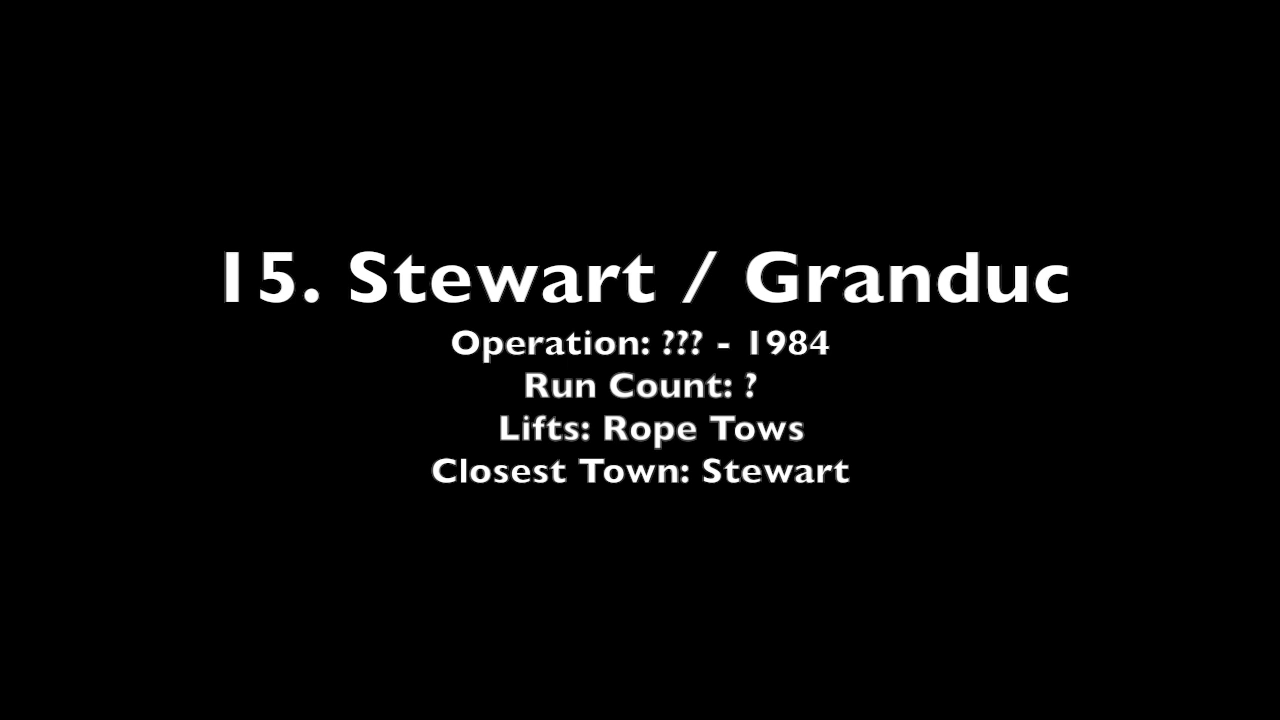 15. Stewart / Granduc
Operation: ??? - 1984
Run Count: ?
Lifts: Rope Tows
Closest Town: Stewart